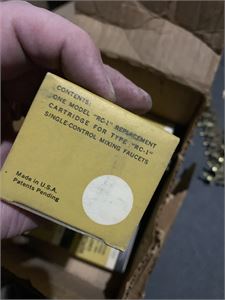 CONTENTS:
ONE MODEL "RC-1" REPLACEMENT
CARTRIDGE FOR TYPE "RC-1"
SINGLE-CONTROL MIXING FAUCETS
Made in U.S.A.
Patents Pending